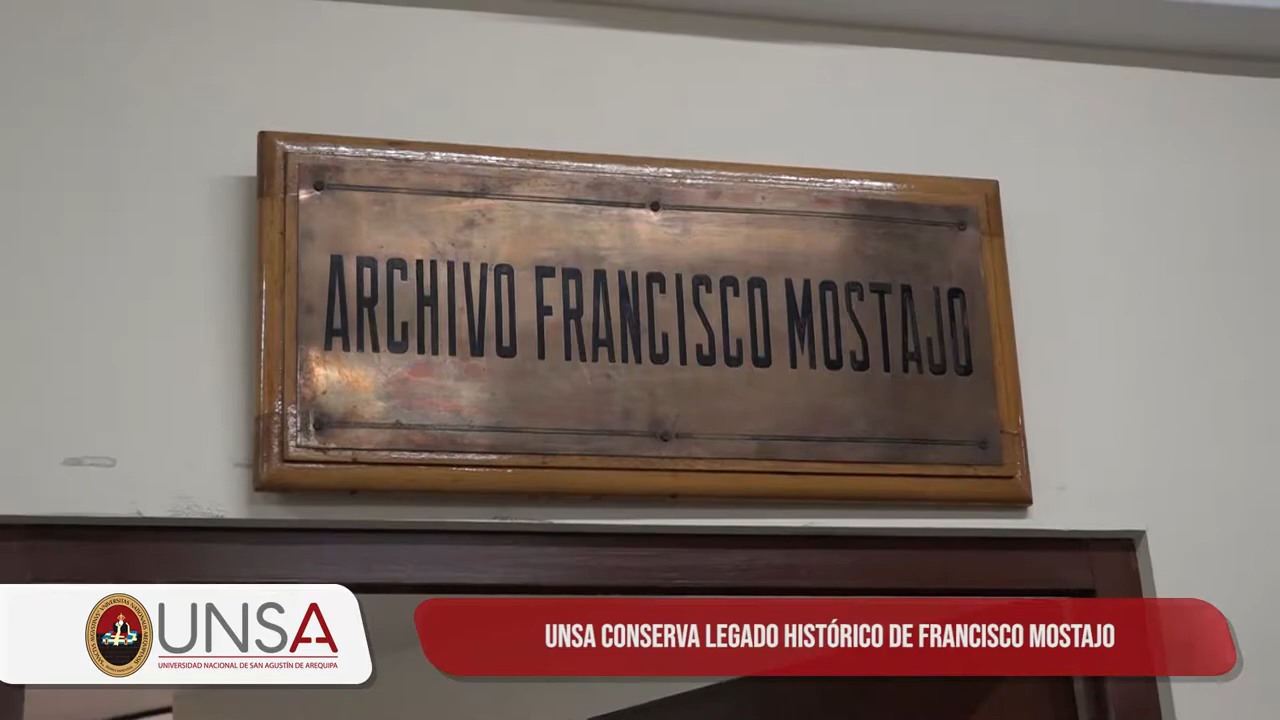 ARCHIVO FRANCISCO MOSTAJO
UNSA
UNIVERSIDAD NACIONAL DE SAN AGUSTÍN DE AREQUIPA
UNSA CONSERVA LEGADO HISTÓRICO DE FRANCISCO MOSTAJO